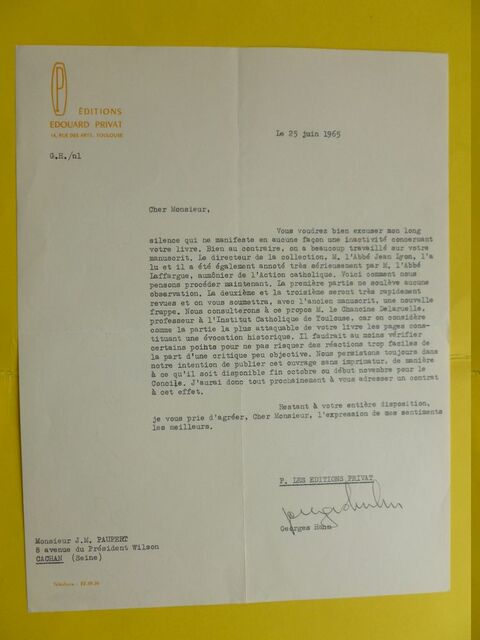 P
ÉDITIONS
EDOUARD PRIVAT
14, RUE DES ARTS, TOULOUSE
Le 25 juin 1965
G.H./nl
Cher Monsieur,
Vous voudrez bien excuser mon long
silence qui ne manifeste en aucune façon une inactivité concernant
votre livre. Bien au contraire, on a beaucoup travaillé sur votre
manuscrit. Le directeur de la collection, M. l'Abbé Jean Lyon, l'a
lu et il a été également annoté très sérieusement par M. l'Abbé
Laffargue, aumônier de l'Action catholique. Voici comment nous
pensons procéder maintenant. La première partie ne soulève aucune
observation. La deuxième et la troisième seront très rapidement
revues et on vous soumettra, avec l'ancien manuscrit, une nouvelle
frappe. Nous consulterons à ce propos M. le Chanoine Delaruelle,
professeur à l'Institut Catholique de Toulouse, car on considère
comme la partie la plus attaquable de votre livre les pages cons-
tituant une évocation historique. Il faudrait au moins vérifier
certains points pour ne pas risquer des réactions trop faciles de
la part d'une critique peu objective. Nous persistons toujours dans
notre intention de publier cet ouvrage sans imprimatur, de manière
à ce qu'il soit disponible fin octobre ou début novembre pour le
Concile. J'aurai donc tout prochainement à vous adresser un contrat
à cet effet.
Restant à votre entière disposition,
je vous prie d'agréer, Cher Monsieur, l'expression de mes sentiments
les meilleurs.
P. LES EDITIONS PRIVAT
Georges Hahn
Monsieur J.M. PAUPERT
8 avenue du Président Wilson
CACHAN (Seine)
Téléphone :